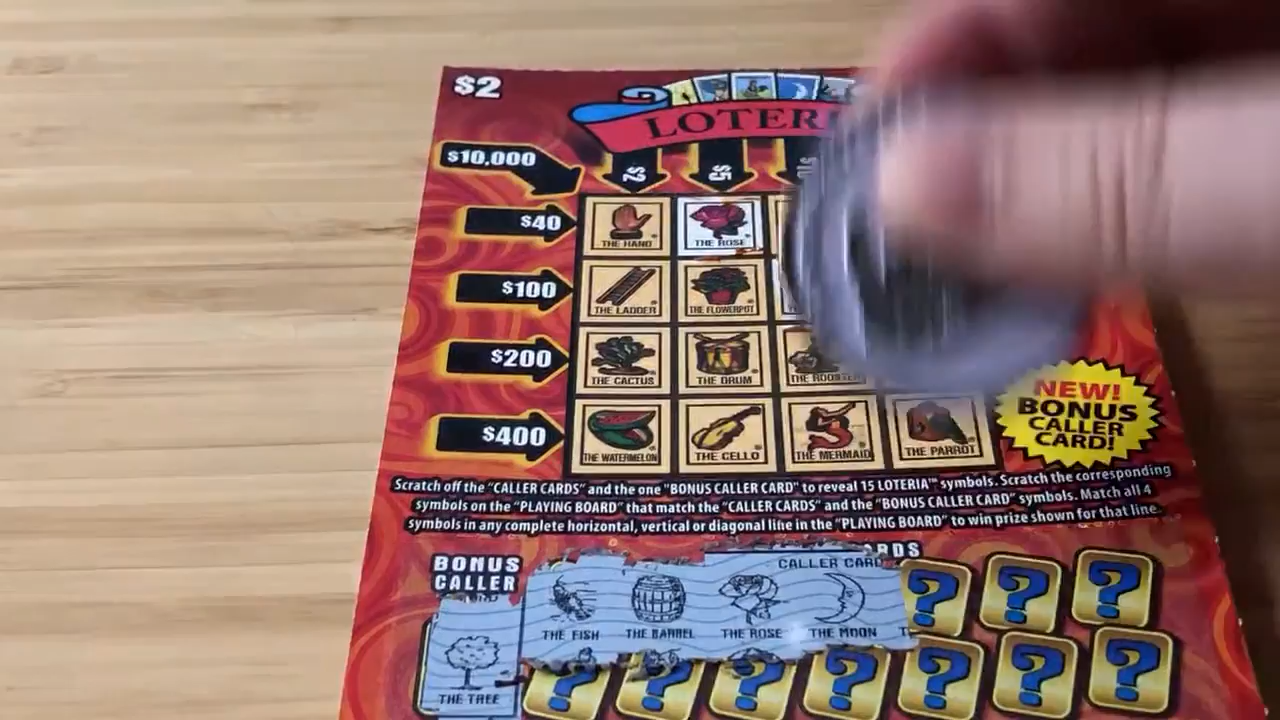 $2
LOTERI
$10,000
$2 $5
$40
THE HAND THE ROSE
$100
THE LADDER THE FLOWERPOT
$200
THE CACTUS THE DRUM THE ROOSTER
$400
THE WATERMELON THE CELLO THE MERMAID THE PARROT
NEW!
BONUS
CALLER
CARD!
Scratch off the "CALLER CARDS" and the one "BONUS CALLER CARD" to reveal 15 LOTERIA™ symbols. Scratch the corresponding
symbols on the "PLAYING BOARD" that match the "CALLER CARDS" and the "BONUS CALLER CARD" symbols. Match all 4
symbols in any complete horizontal, vertical or diagonal line in the "PLAYING BOARD" to win prize shown for that line.
BONUS
CALLER
RDS
CALLER CARD
? ? ?
THE FISH THE BARREL THE ROSE THE MOON T
? ? ? ? ? ? ?
THE TREE